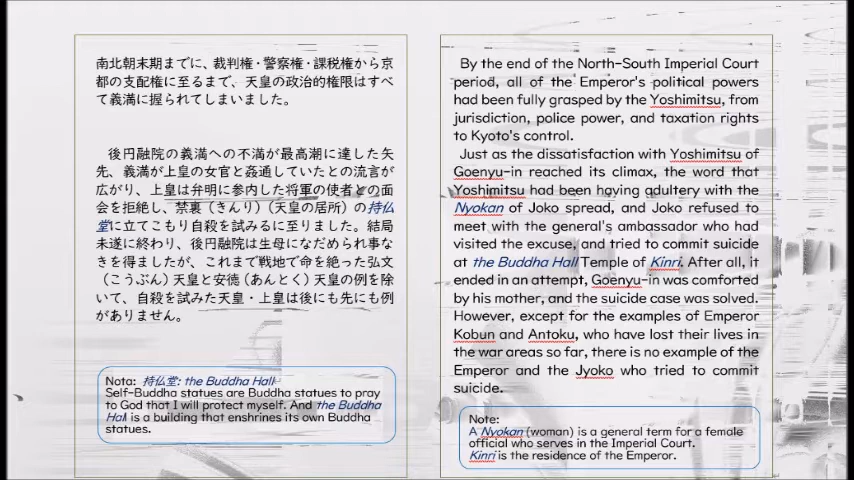 南北朝末期までに、裁判権・警察権・課税権から京
都の支配権に至るまで、天皇の政治的権限はすべ
て義満に握られてしまいました。
後円融院の義満への不満が最高潮に達した矢
先、義満が上皇の女官と姦通していたとの流言が
広がり、上皇は弁明に参内した将軍の使者との面
会を拒絶し、禁裏（きんり）（天皇の居所）の持仏
堂に立てこもり自殺を試みるに至りました。結局
未遂に終わり、後円融院は生母になだめられ事な
きを得ましたが、これまで戦地で命を絶った弘文
（こうぶん）天皇と安徳（あんとく）天皇の例を除
いて、自殺を試みた天皇・上皇は後にも先にも例
がありません。
Nota: 持仏堂: the Buddha Hall
Self-Buddha statues are Buddha statues to pray
to God that I will protect myself. And the Buddha
Hall is a building that enshrines its own Buddha
statues.
By the end of the North-South Imperial Court
period, all of the Emperor's political powers
had been fully grasped by the Yoshimitsu, from
jurisdiction, police power, and taxation rights
to Kyoto's control.
Just as the dissatisfaction with Yoshimitsu of
Goenyu-in reached its climax, the word that
Yoshimitsu had been having adultery with the
Nyokan of Joko spread, and Joko refused to
meet with the general's ambassador who had
visited the excuse, and tried to commit suicide
at the Buddha Hall Temple of Kinri. After all, it
ended in an attempt, Goenyu-in was comforted
by his mother, and the suicide case was solved.
However, except for the examples of Emperor
Kobun and Antoku, who have lost their lives in
the war areas so far, there is no example of the
Emperor and the Jyoko who tried to commit
suicide.
Note:
A Nyokan (woman) is a general term for a female
official who serves in the Imperial Court.
Kinri is the residence of the Emperor.